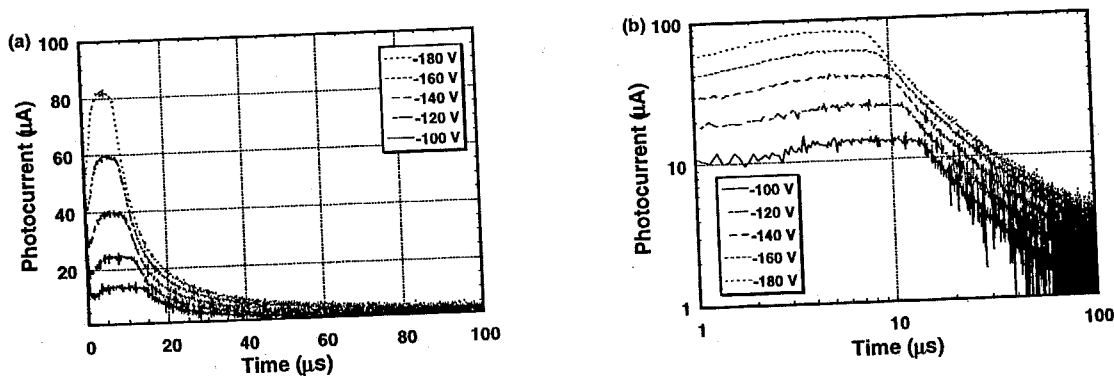 (a)
100
80
60
40
20
Photocurrent (µA)
-180 V
-160 V
-140 V
-120 V
-100 V
0 20 40 60 80 100
Time (µs)
(b)
100
10
1
Photocurrent (µA)
-100 V
-120 V
-140 V
-160 V
-180 V
1 10 100
Time (µs)